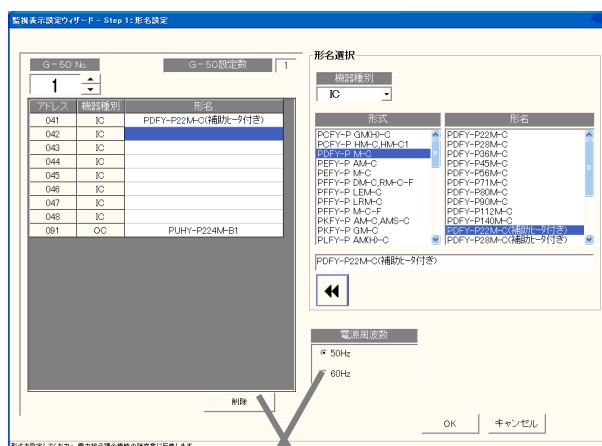 監視表示設定ウィザード - Step 1: 形名設定
G-50 No.
G-50設定数 1
1
アドレス 機器種別 形名
041 IC PDFY-P22M-C(補助ヒータ付き)
042 IC
043 IC
044 IC
045 IC
046 IC
047 IC
048 IC
091 OC PUHY-P224M-B1
削除
形名選択
機器種別
IC
形式
PCFY-P GM(H)-C
PCFY-P HM-C,HM-C1
PDFY-P M-C
PEFY-P AM-C
PEFY-P M-C
PFFY-P DM-C,RM-C-F
PFFY-P LEM-C
PFFY-P LRM-C
PFFY-P M-C-F
PKFY-P AM-C,AMS-C
PKFY-P GM-C
PLFY-P AM(H)-C
形名
PDFY-P22M-C
PDFY-P28M-C
PDFY-P36M-C
PDFY-P45M-C
PDFY-P56M-C
PDFY-P71M-C
PDFY-P80M-C
PDFY-P90M-C
PDFY-P112M-C
PDFY-P140M-C
PDFY-P22M-C(補助ヒータ付き)
PDFY-P28M-C(補助ヒータ付き)
PDFY-P22M-C(補助ヒータ付き)
電源周波数
50Hz
60Hz
OK キャンセル